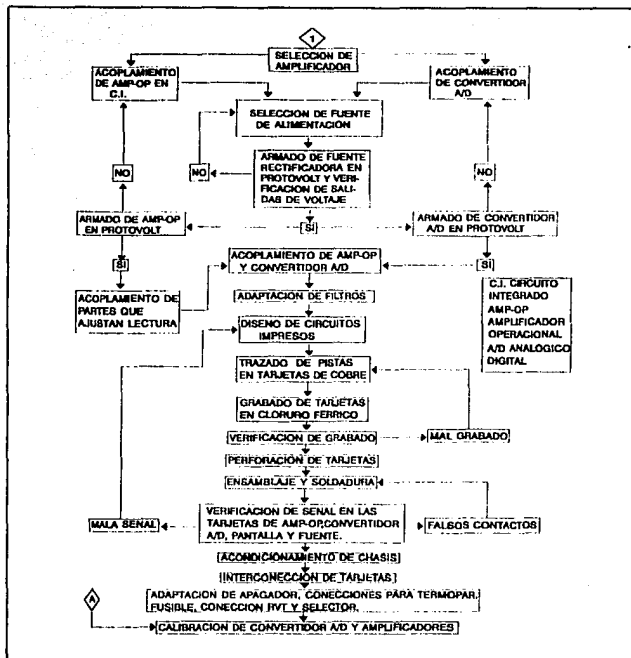 1
SELECCION DE
AMPLIFICADOR
ACOPLAMIENTO
DE AMP-OP EN
C.I.
ACOPLAMIENTO
DE CONVERTIDOR
A/D
SELECCION DE FUENTE
DE ALIMENTACION
NO
NO
ARMADO DE FUENTE
RECTIFICADORA EN
PROTOVOLT Y VERI-
FICACION DE SALI-
DAS DE VOLTAJE
NO
ARMADO DE AMP-OP
EN PROTOVOLT
SI
ARMADO DE CONVERTIDOR
A/D EN PROTOVOLT
SI
ACOPLAMIENTO DE AMP-OP
Y CONVERTIDOR A/D
SI
ACOPLAMIENTO DE
PARTES QUE
AJUSTAN LECTURA
ADAPTACION DE FILTROS
C.I. CIRCUITO
INTEGRADO
AMP-OP
AMPLIFICADOR
OPERACIONAL
A/D ANALOGICO
DIGITAL
DISENO DE CIRCUITOS
IMPRESOS
TRAZADO DE PISTAS
EN TARJETAS DE COBRE
GRABADO DE TARJETAS
EN CLORURO FERRICO
VERIFICACION DE GRABADO
MAL GRABADO
PERFORACION DE TARJETAS
ENSAMBLAJE Y SOLDADURA
MALA SEÑAL
VERIFICACION DE SEÑAL EN LAS
TARJETAS DE AMP-OP,CONVERTIDOR
A/D, PANTALLA Y FUENTE.
FALSOS CONTACTOS
ACONDICIONAMIENTO DE CHASIS
INTERCONECCION DE TARJETAS
ADAPTACION DE APAGADOR, CONECCIONES PARA TERMOPAR,
FUSIBLE, CONECCION RVT Y SELECTOR.
A
CALIBRACION DE CONVERTIDOR A/D Y AMPLIFICADORES